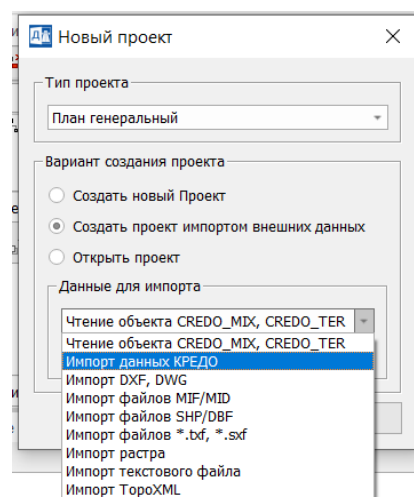 Новый проект
Тип проекта
План генеральный
Вариант создания проекта
Создать новый Проект
Создать проект импортом внешних данных
Открыть проект
Данные для импорта
Чтение объекта CREDO_MIX, CREDO_TER
Чтение объекта CREDO_MIX, CREDO_TER
Импорт данных КРЕДО
Импорт DXF, DWG
Импорт файлов MIF/MID
Импорт файлов SHP/DBF
Импорт файлов *.txf, *.sxf
Импорт растра
Импорт текстового файла
Импорт TopoXML